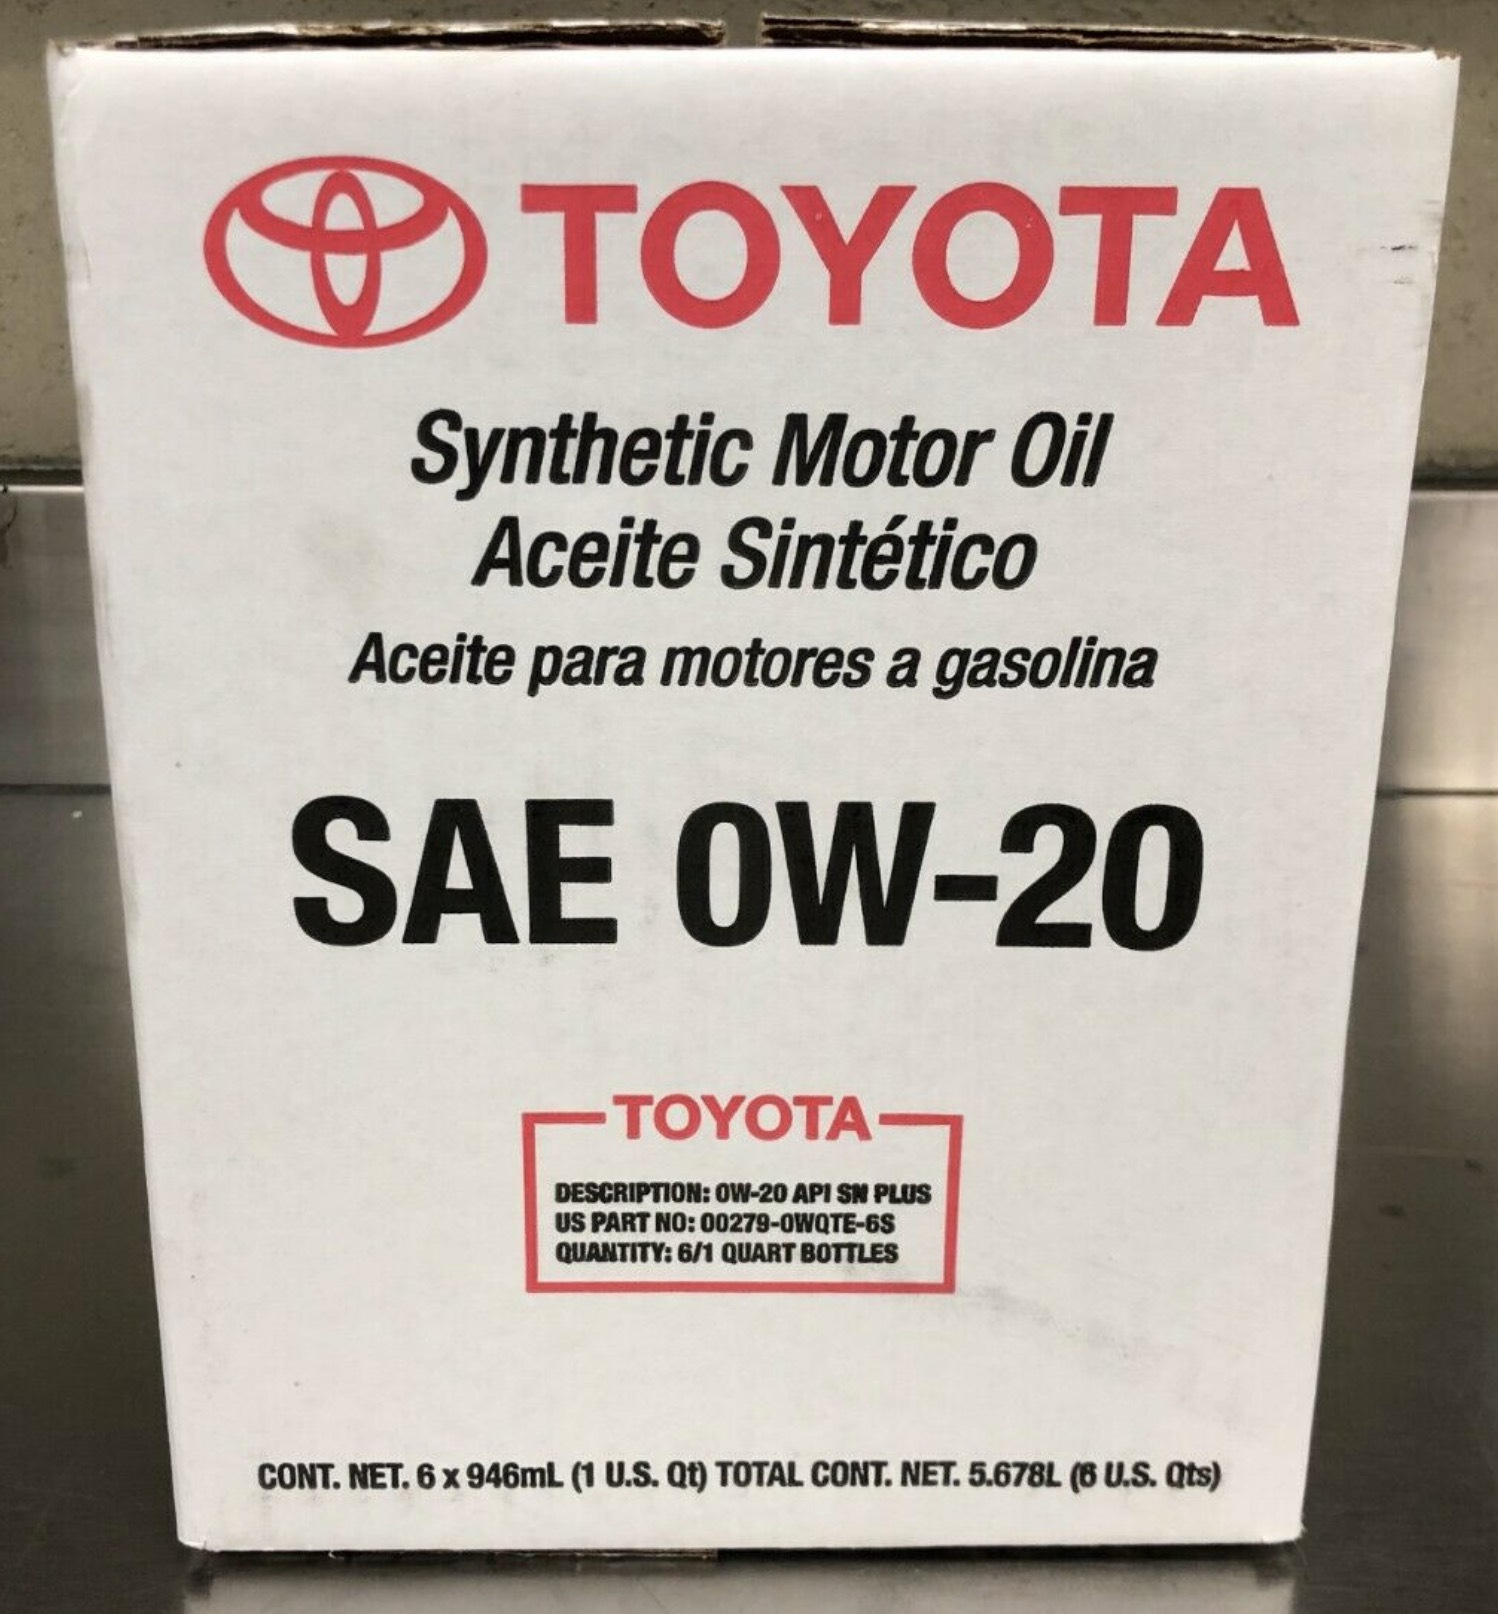 TOYOTA
Synthetic Motor Oil
Aceite Sintético
Aceite para motores a gasolina
SAE 0W-20
TOYOTA
DESCRIPTION: 0W-20 API SN PLUS
US PART NO: 00279-0WQTE-6S
QUANTITY: 6/1 QUART BOTTLES
CONT. NET. 6 x 946mL (1 U.S. Qt) TOTAL CONT. NET. 5.678L (6 U.S. Qts)